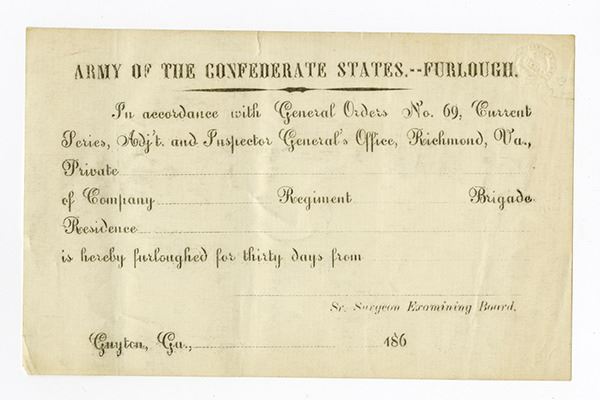 ARMY OF THE CONFEDERATE STATES.--FURLOUGH.
In accordance with General Orders No. 69, Current
Series, Adj't. and Inspector General's Office, Richmond, Va.,
Private
of Company Regiment Brigade
Residence
is hereby furloughed for thirty days from
Sr. Surgeon Examining Board.
Guyton, Ga., 186